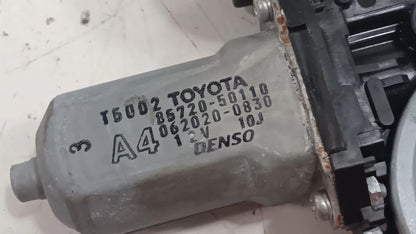 T6002 TOYOTA
85720-50110
A4 062020-0830
12V 10J
DENSO
3